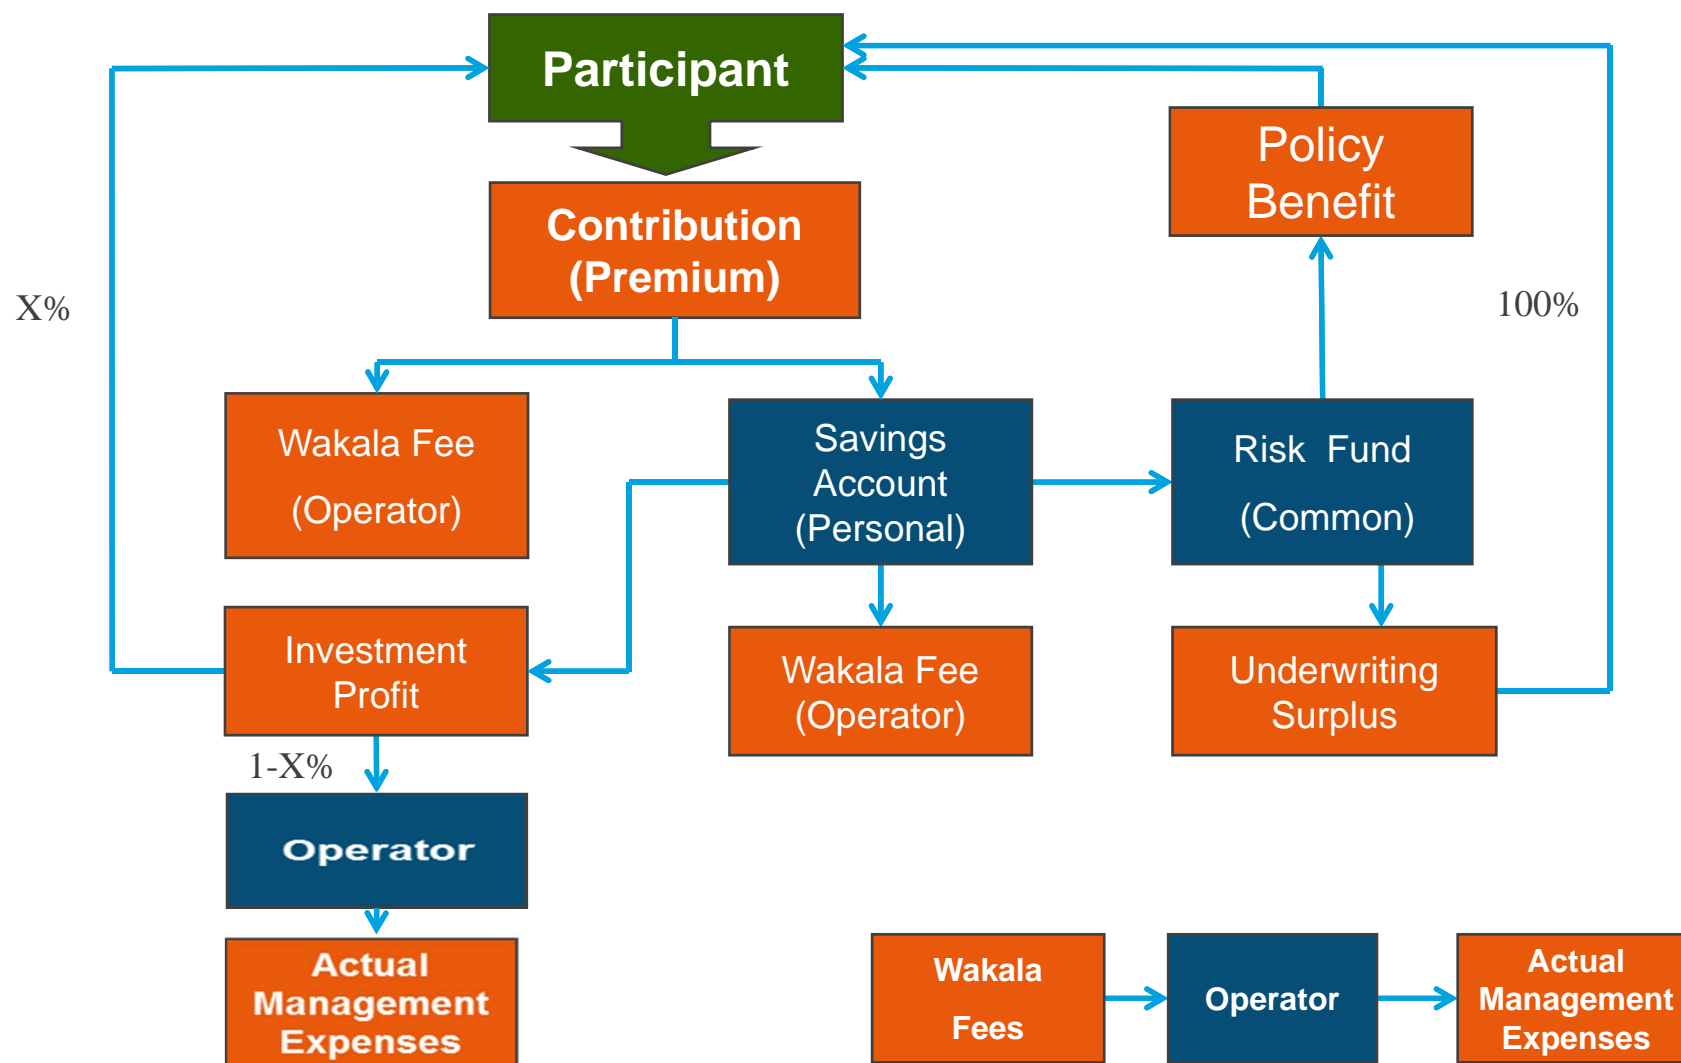 Participant
Policy
Benefit
Contribution
(Premium)
X%
100%
Wakala Fee
(Operator)
Savings
Account
(Personal)
Risk Fund
(Common)
Investment
Profit
Wakala Fee
(Operator)
Underwriting
Surplus
1-X%
Operator
Actual
Management
Expenses
Wakala
Fees
Operator
Actual
Management
Expenses